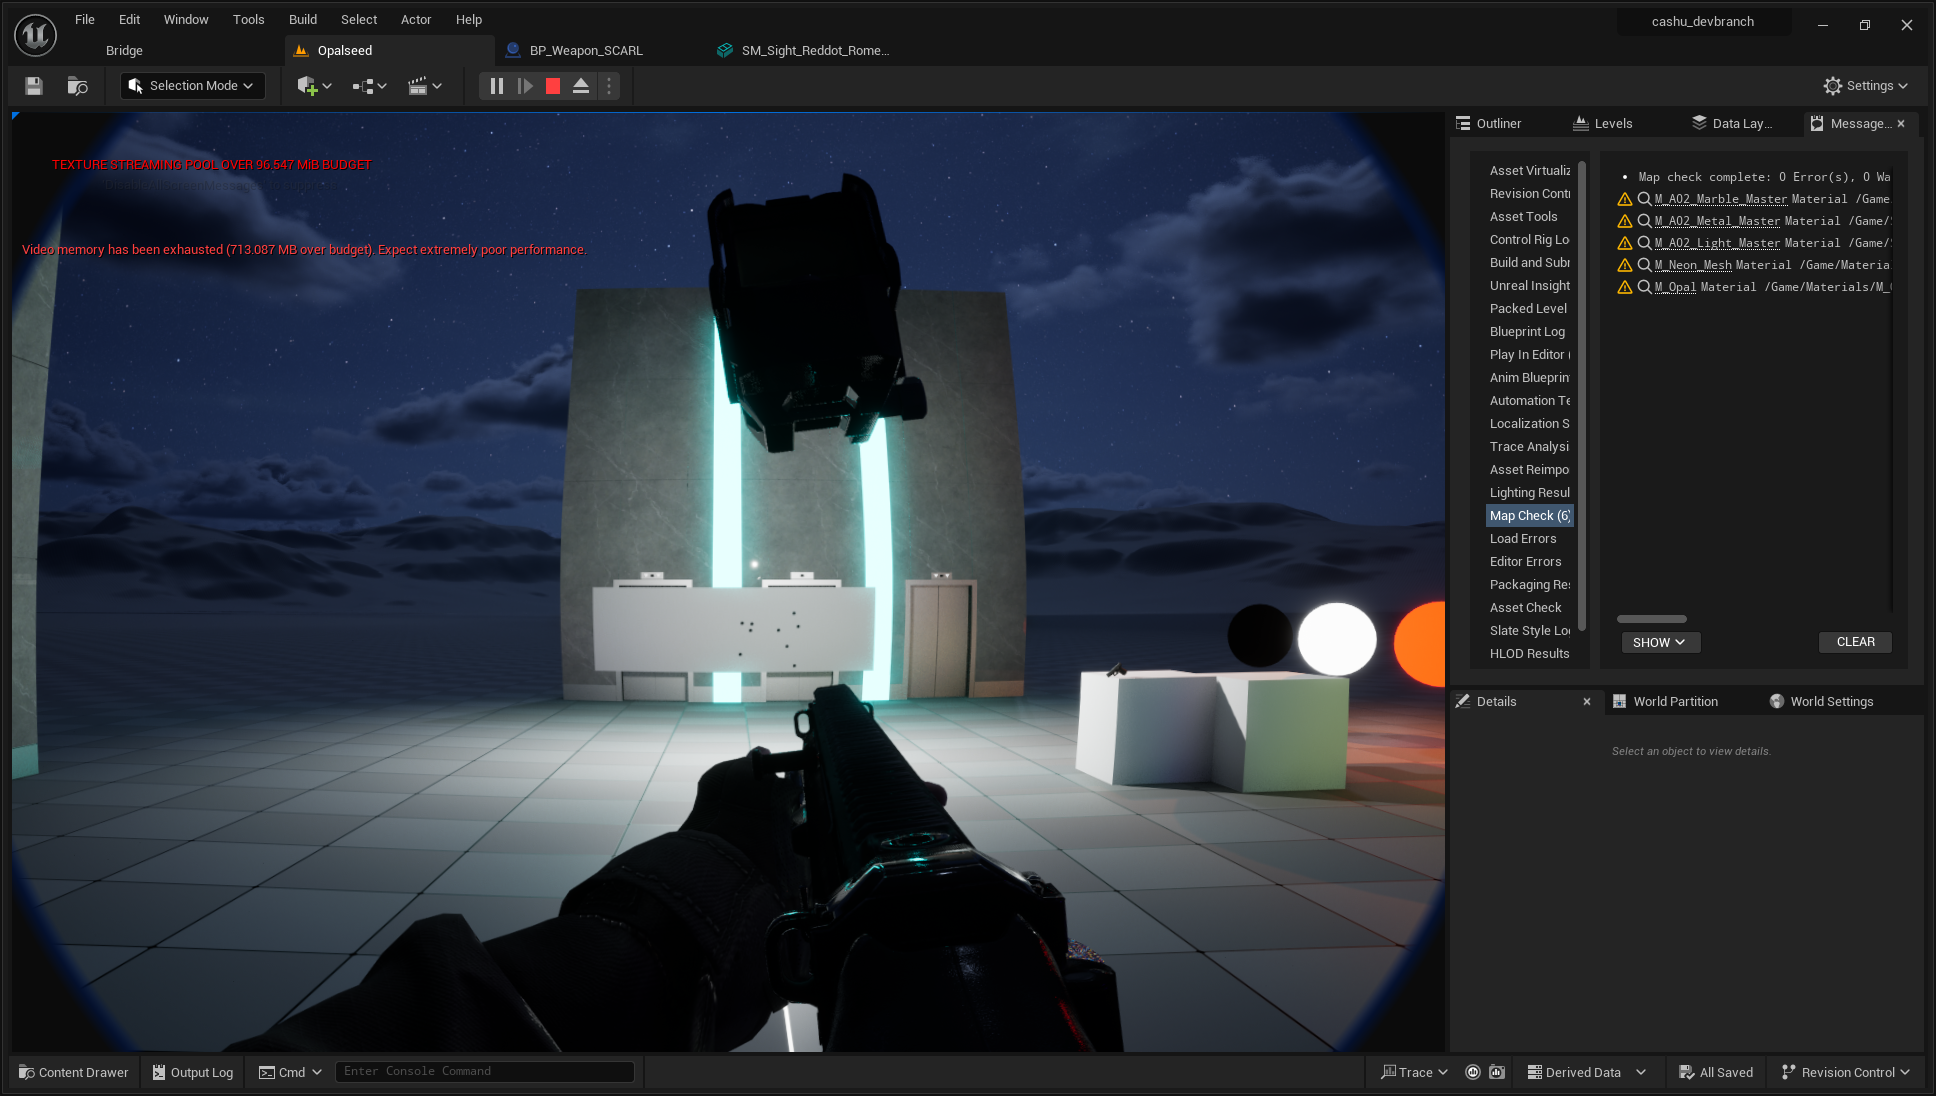 File Edit Window Tools Build Select Actor Help
cashu_devbranch
Bridge
Opalseed
BP_Weapon_SCARL
SM_Sight_Reddot_Rome...
Selection Mode
Settings
TEXTURE STREAMING POOL OVER 96.547 MiB BUDGET
Video memory has been exhausted (713.087 MB over budget). Expect extremely poor performance.
Outliner
Levels
Data Lay...
Message...
Asset Virtualiz
Revision Contr
Asset Tools
Control Rig Lo
Build and Subr
Unreal Insight
Packed Level
Blueprint Log
Play In Editor (
Anim Blueprin
Automation Te
Localization S
Trace Analysi
Asset Reimpo
Lighting Resul
Map Check (6)
Load Errors
Editor Errors
Packaging Res
Asset Check
Slate Style Lo
HLOD Results
Map check complete: 0 Error(s), 0 Wa
M_A02_Marble_Master Material /Game
M_A02_Metal_Master Material /Game/
M_A02_Light_Master Material /Game/
M_Neon_Mesh Material /Game/Materia
M_Opal Material /Game/Materials/M_
SHOW
CLEAR
Details
World Partition
World Settings
Select an object to view details.
Content Drawer
Output Log
Cmd
Enter Console Command
Trace
Derived Data
All Saved
Revision Control